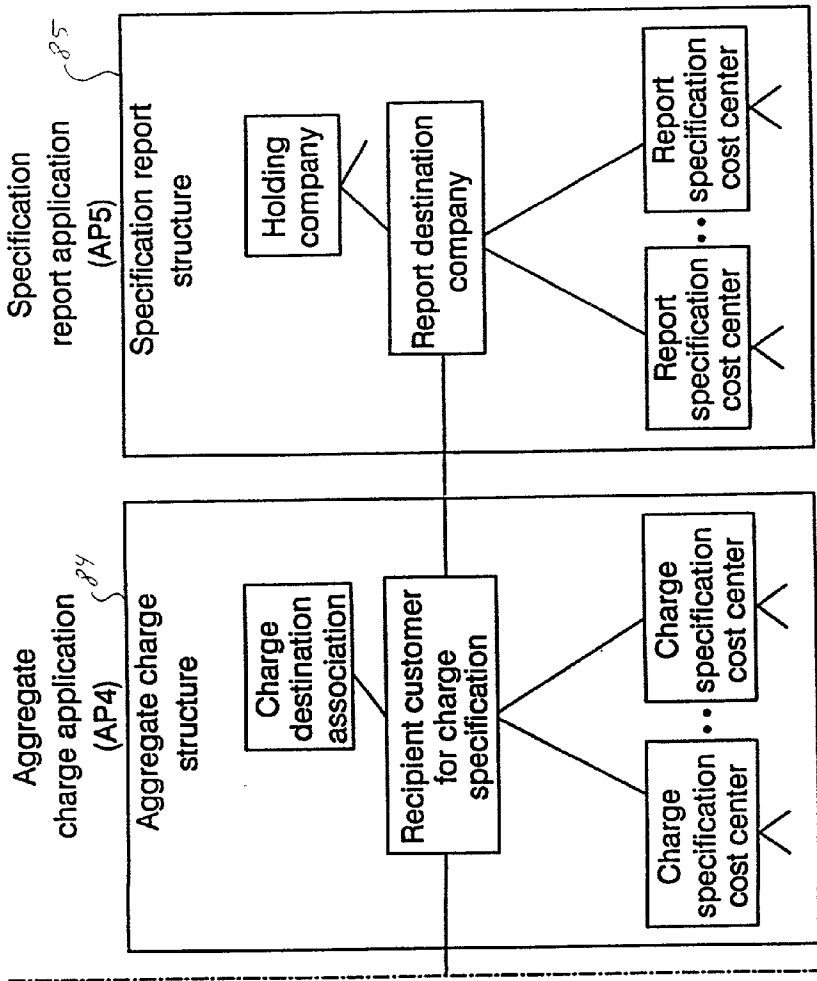 Aggregate
charge application
(AP4)
84
Aggregate charge
structure
Charge
destination
association
Recipient customer
for charge
specification
Charge
specification
cost center
Charge
specification
cost center
Specification
report application
(AP5)
85
Specification report
structure
Holding
company
Report destination
company
Report
specification
cost center
Report
specification
cost center